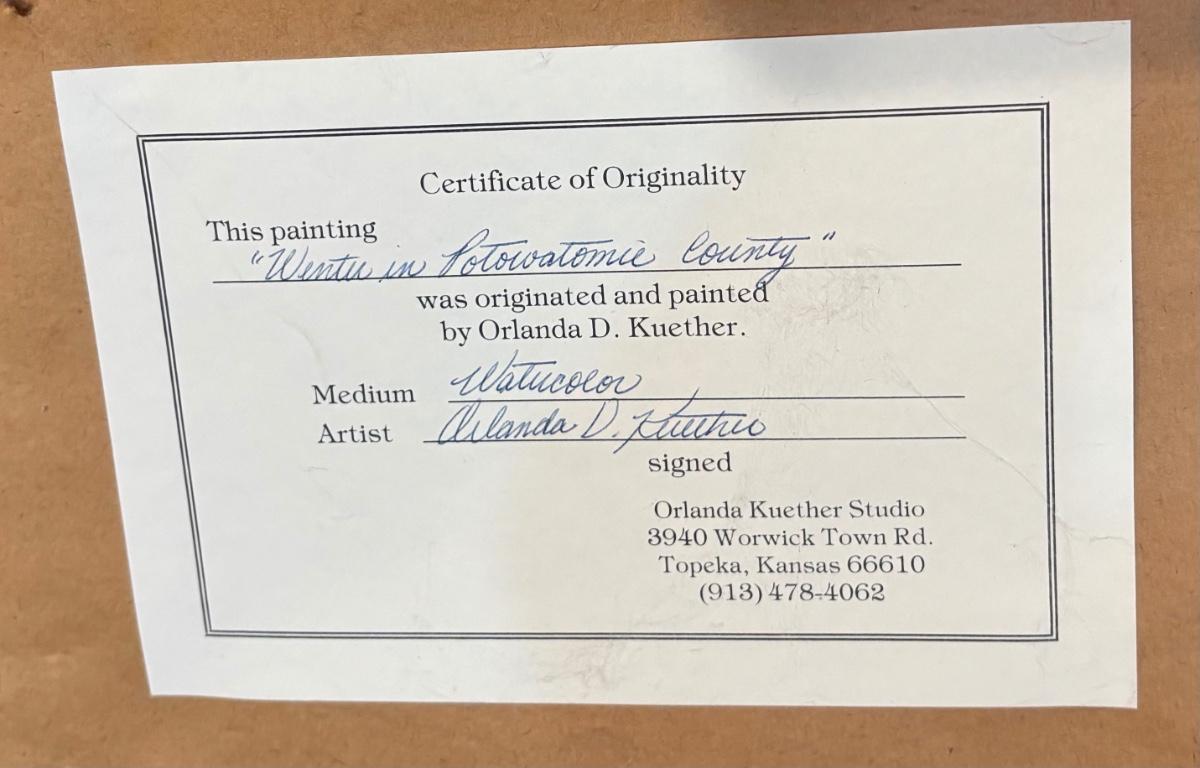 Certificate of Originality
This painting
"Winter in Potowatomie County"
was originated and painted
by Orlanda D. Kuether.
Medium Watercolor
Artist Orlanda D. Kuether
signed
Orlanda Kuether Studio
3940 Worwick Town Rd.
Topeka, Kansas 66610
(913) 478-4062